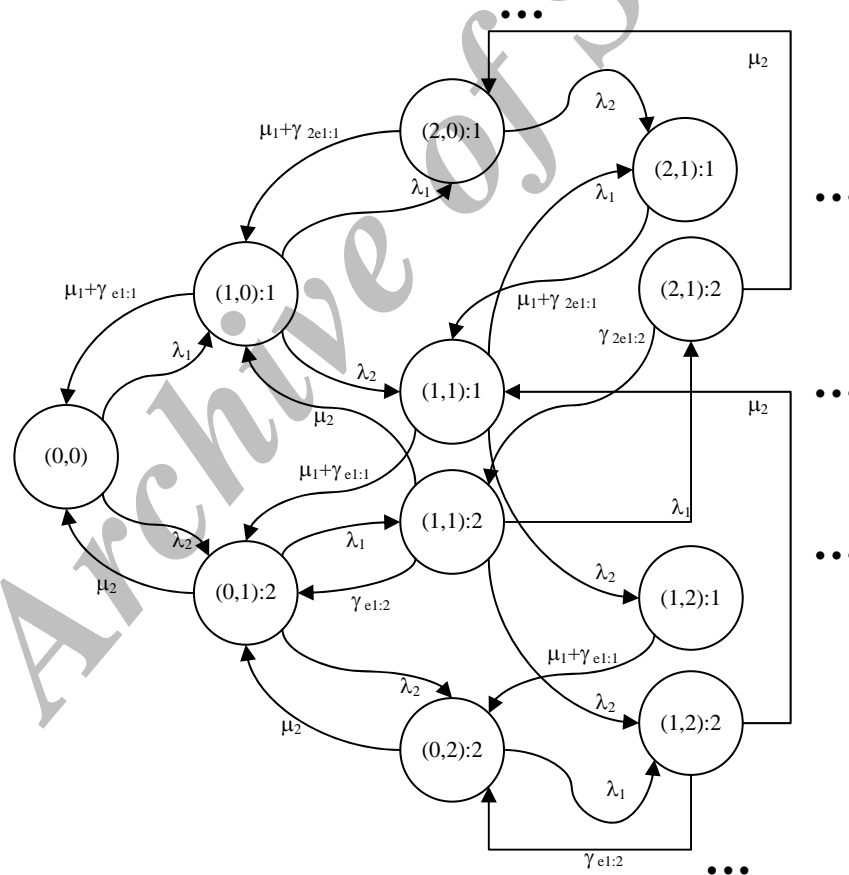 •••
μ2
(2,0):1
λ2
μ1+γ 2e1:1
(2,1):1
λ1
λ1
•••
(1,0):1
μ1+γ e1:1
(2,1):2
μ1+γ 2e1:1
γ 2e1:2
λ1
λ2
(1,1):1
μ2
•••
μ2
(0,0)
μ1+γ e1:1
(1,1):2
λ1
λ2
λ1
•••
μ2
(0,1):2
γ e1:2
λ2
(1,2):1
μ1+γ e1:1
λ2
λ2
μ2
(0,2):2
(1,2):2
λ1
γ e1:2
•••
Archive of S